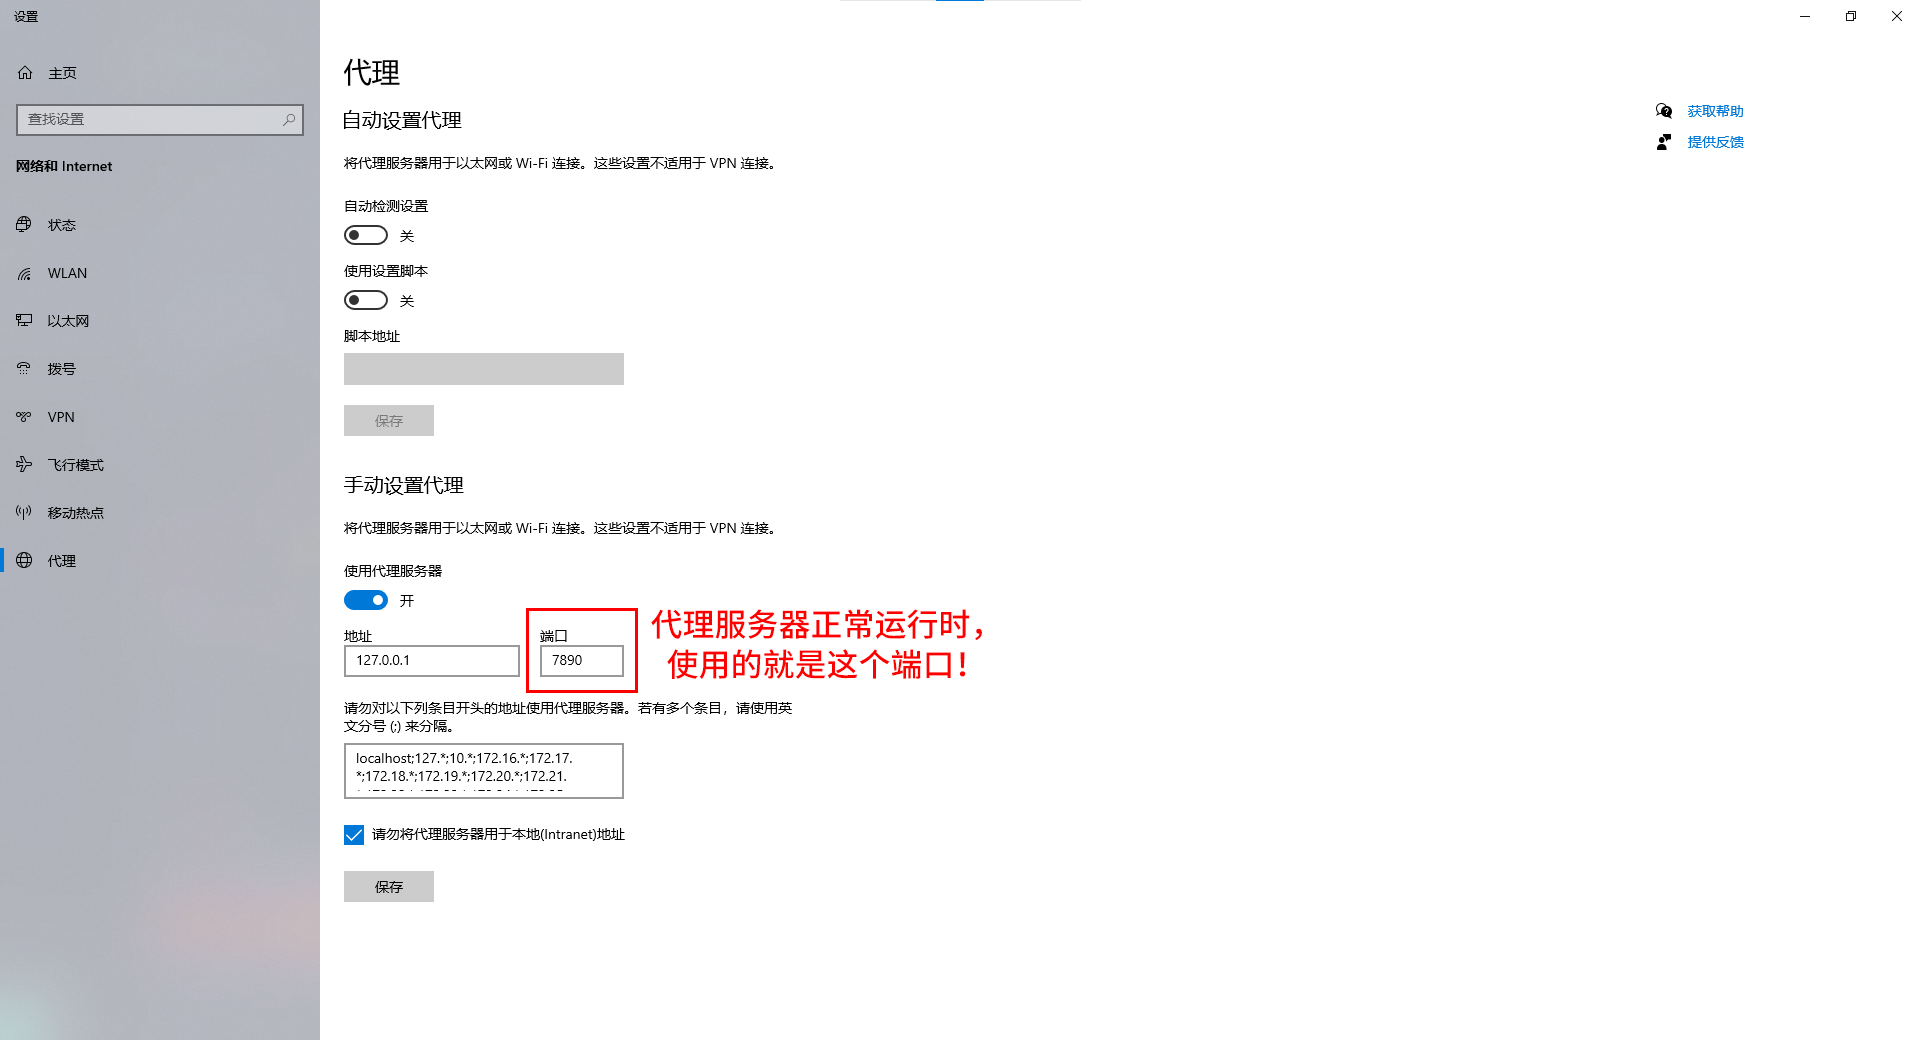 设置
主页
查找设置
网络和 Internet
状态
WLAN
以太网
拨号
VPN
飞行模式
移动热点
代理
代理
自动设置代理
将代理服务器用于以太网或 Wi-Fi 连接。这些设置不适用于 VPN 连接。
自动检测设置
关
使用设置脚本
关
脚本地址
保存
手动设置代理
将代理服务器用于以太网或 Wi-Fi 连接。这些设置不适用于 VPN 连接。
使用代理服务器
开
地址
127.0.0.1
端口
7890
代理服务器正常运行时，
使用的就是这个端口！
请勿对以下列条目开头的地址使用代理服务器。若有多个条目，请使用英
文分号 (;) 来分隔。
localhost;127.*;10.*;172.16.*;172.17.
*;172.18.*;172.19.*;172.20.*;172.21.
请勿将代理服务器用于本地(Intranet)地址
保存
获取帮助
提供反馈